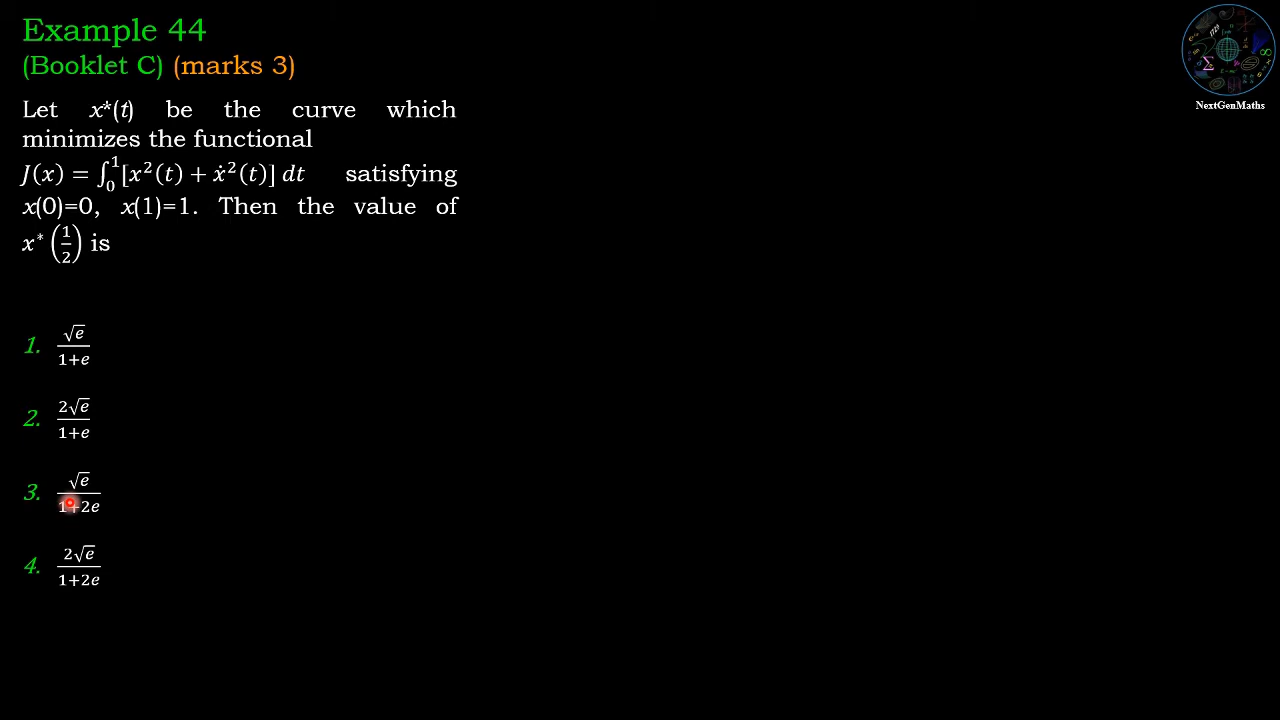 Example 44
(Booklet C) (marks 3)
NextGenMaths
Let x*(t) be the curve which
minimizes the functional
J(x) = ∫₀¹[x²(t) + ẋ²(t)] dt satisfying
x(0)=0, x(1)=1. Then the value of
x*(1/2) is
1. √e/(1+e)
2. 2√e/(1+e)
3. √e/(1+2e)
4. 2√e/(1+2e)